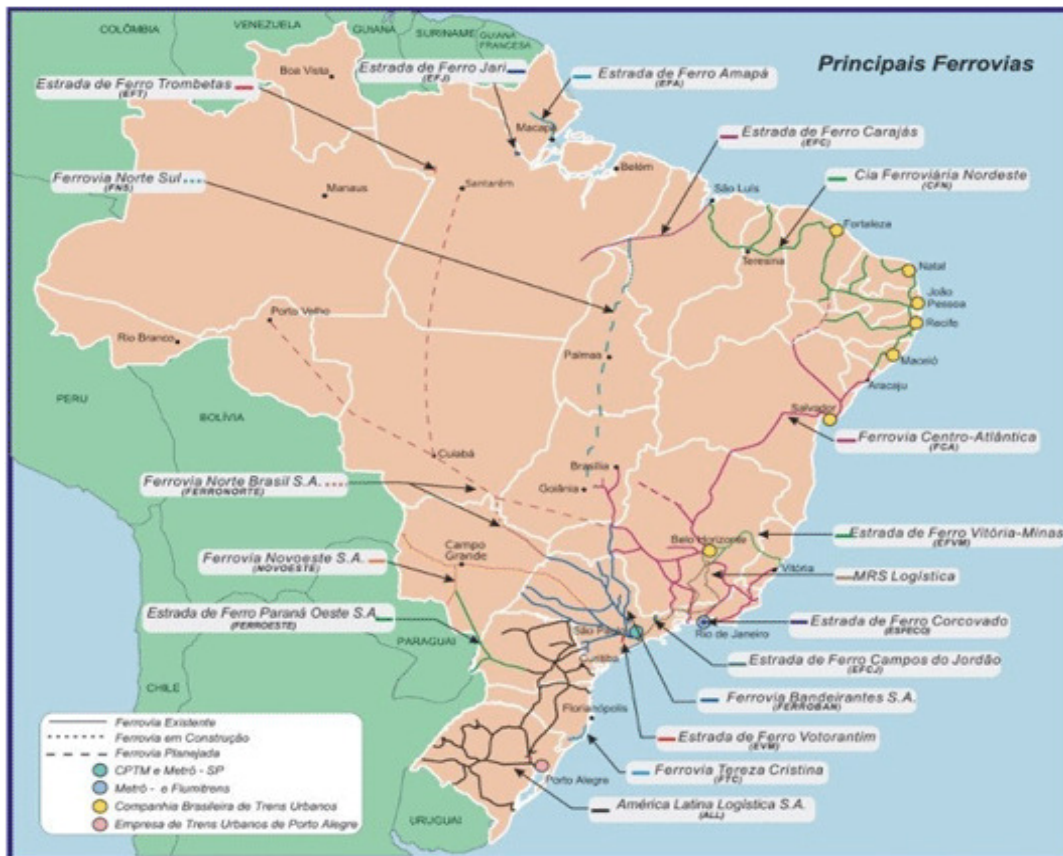 COLÔMBIA
VENEZUELA
GUIANA
SURINAME
GUIANA
FRANCESA
Principais Ferrovias
Boa Vista
Estrada de Ferro Jari
(EFJ)
Estrada de Ferro Amapá
(EFA)
Estrada de Ferro Trombetas
(EFT)
Macapá
Estrada de Ferro Carajás
(EFC)
Belém
Ferrovia Norte Sul
(FNS)
Manaus
Santarém
São Luís
Cia Ferroviária Nordeste
(CFN)
Fortaleza
Teresina
Natal
João
Pessoa
Porto Velho
Recife
Rio Branco
Palmas
Maceió
Aracaju
PERU
BOLÍVIA
Salvador
Ferrovia Centro-Atlântica
(FCA)
Cuiabá
Brasília
Ferrovia Norte Brasil S.A.
(FERRONORTE)
Goiânia
Estrada de Ferro Vitória-Minas
(EFVM)
Belo Horizonte
Campo
Grande
Ferrovia Novoeste S.A.
(NOVOESTE)
Vitória
MRS Logística
Estrada de Ferro Paraná Oeste S.A.
(FERROESTE)
São Paulo
Rio de Janeiro
Estrada de Ferro Corcovado
(ESFECO)
PARAGUAI
Curitiba
Estrada de Ferro Campos do Jordão
(EFCJ)
CHILE
Ferrovia Bandeirantes S.A.
(FERROBAN)
Florianópolis
Estrada de Ferro Votorantim
(EVM)
Porto Alegre
Ferrovia Tereza Cristina
(FTC)
América Latina Logística S.A.
(ALL)
URUGUAI
Ferrovia Existente
Ferrovia em Construção
Ferrovia Planejada
CPTM e Metrô - SP
Metrô - e Flumitrens
Companhia Brasileira de Trens Urbanos
Empresa de Trens Urbanos de Porto Alegre